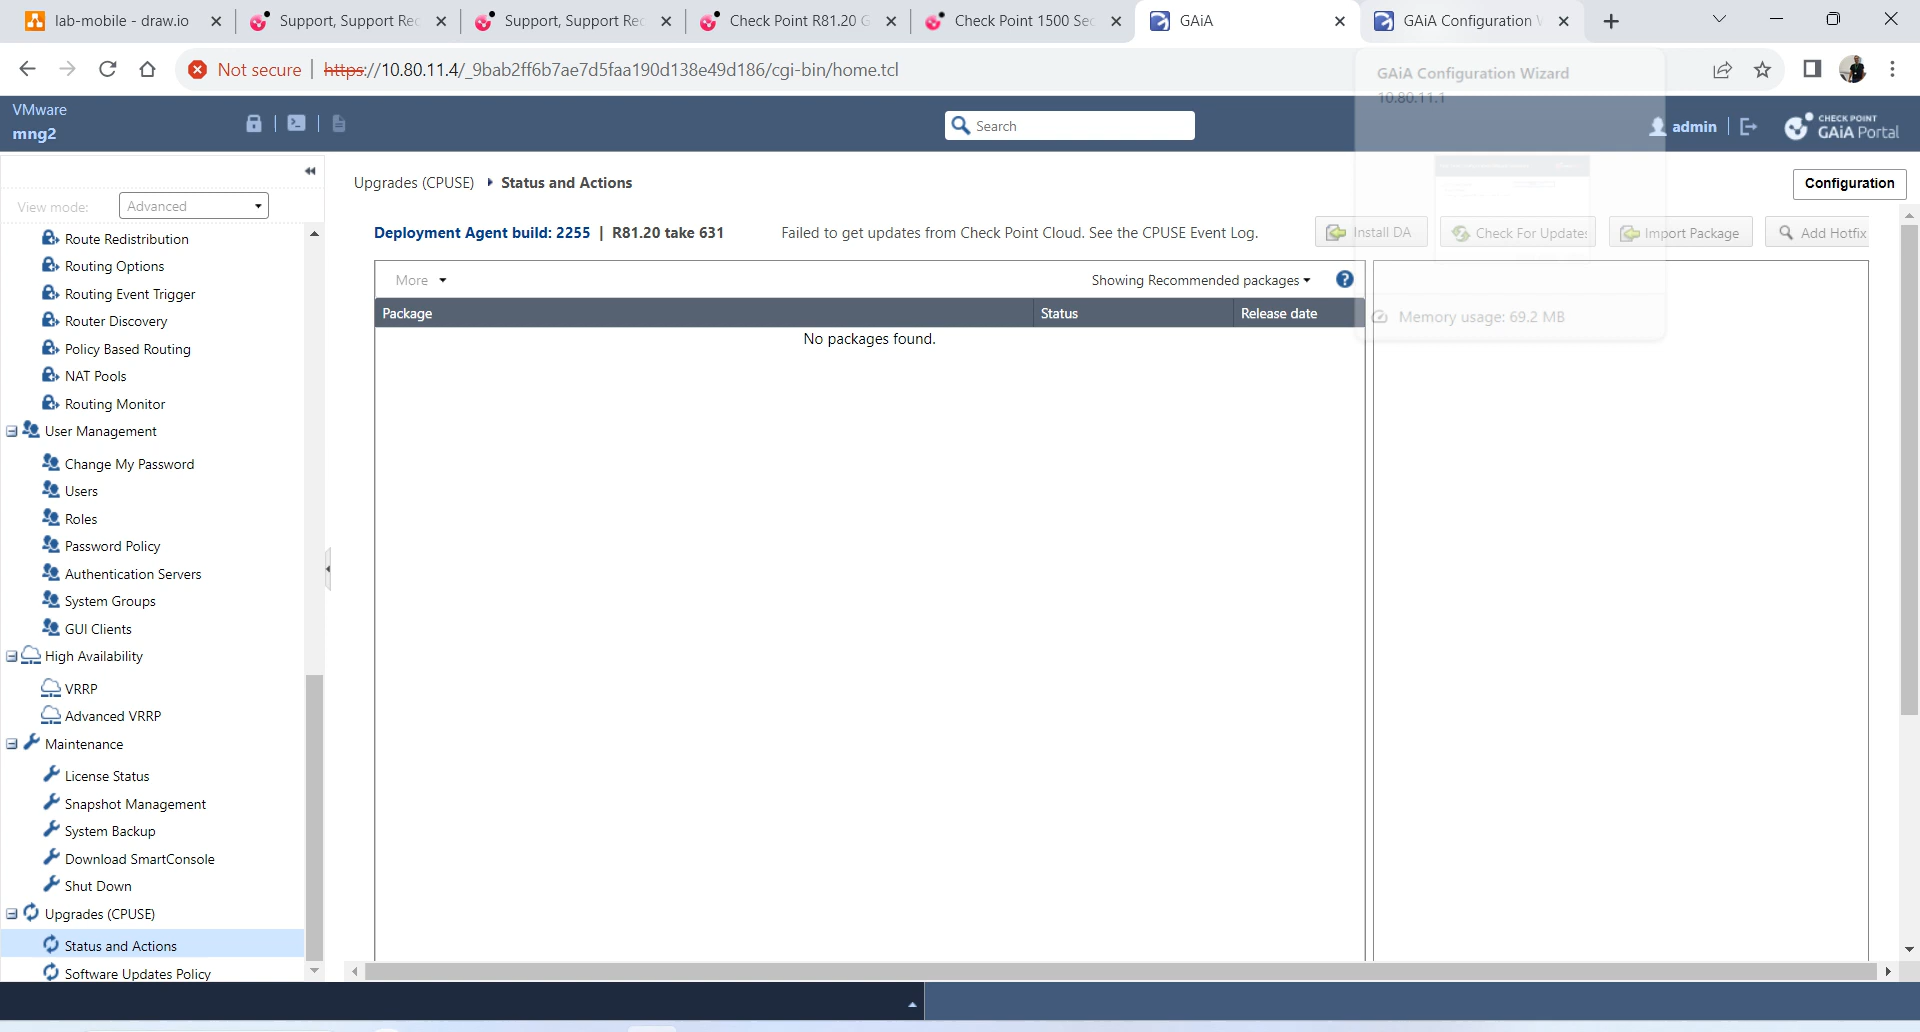 lab-mobile - draw.io
Support, Support Rec
Support, Support Rec
Check Point R81.20 G
Check Point 1500 Sec
GAiA
GAiA Configuration W
Not secure
https://10.80.11.4/_9bab2ff6b7ae7d5faa190d138e49d186/cgi-bin/home.tcl
GAiA Configuration Wizard
10.80.11.1
VMware
mng2
Search
admin
CHECK POINT
GAiA Portal
View mode:
Advanced
Upgrades (CPUSE)
Status and Actions
Configuration
Deployment Agent build: 2255 | R81.20 take 631
Failed to get updates from Check Point Cloud. See the CPUSE Event Log.
Install DA
Check For Updates
Import Package
Add Hotfix
More
Showing Recommended packages
?
Package
Status
Release date
No packages found.
Memory usage: 69.2 MB
Route Redistribution
Routing Options
Routing Event Trigger
Router Discovery
Policy Based Routing
NAT Pools
Routing Monitor
User Management
Change My Password
Users
Roles
Password Policy
Authentication Servers
System Groups
GUI Clients
High Availability
VRRP
Advanced VRRP
Maintenance
License Status
Snapshot Management
System Backup
Download SmartConsole
Shut Down
Upgrades (CPUSE)
Status and Actions
Software Updates Policy